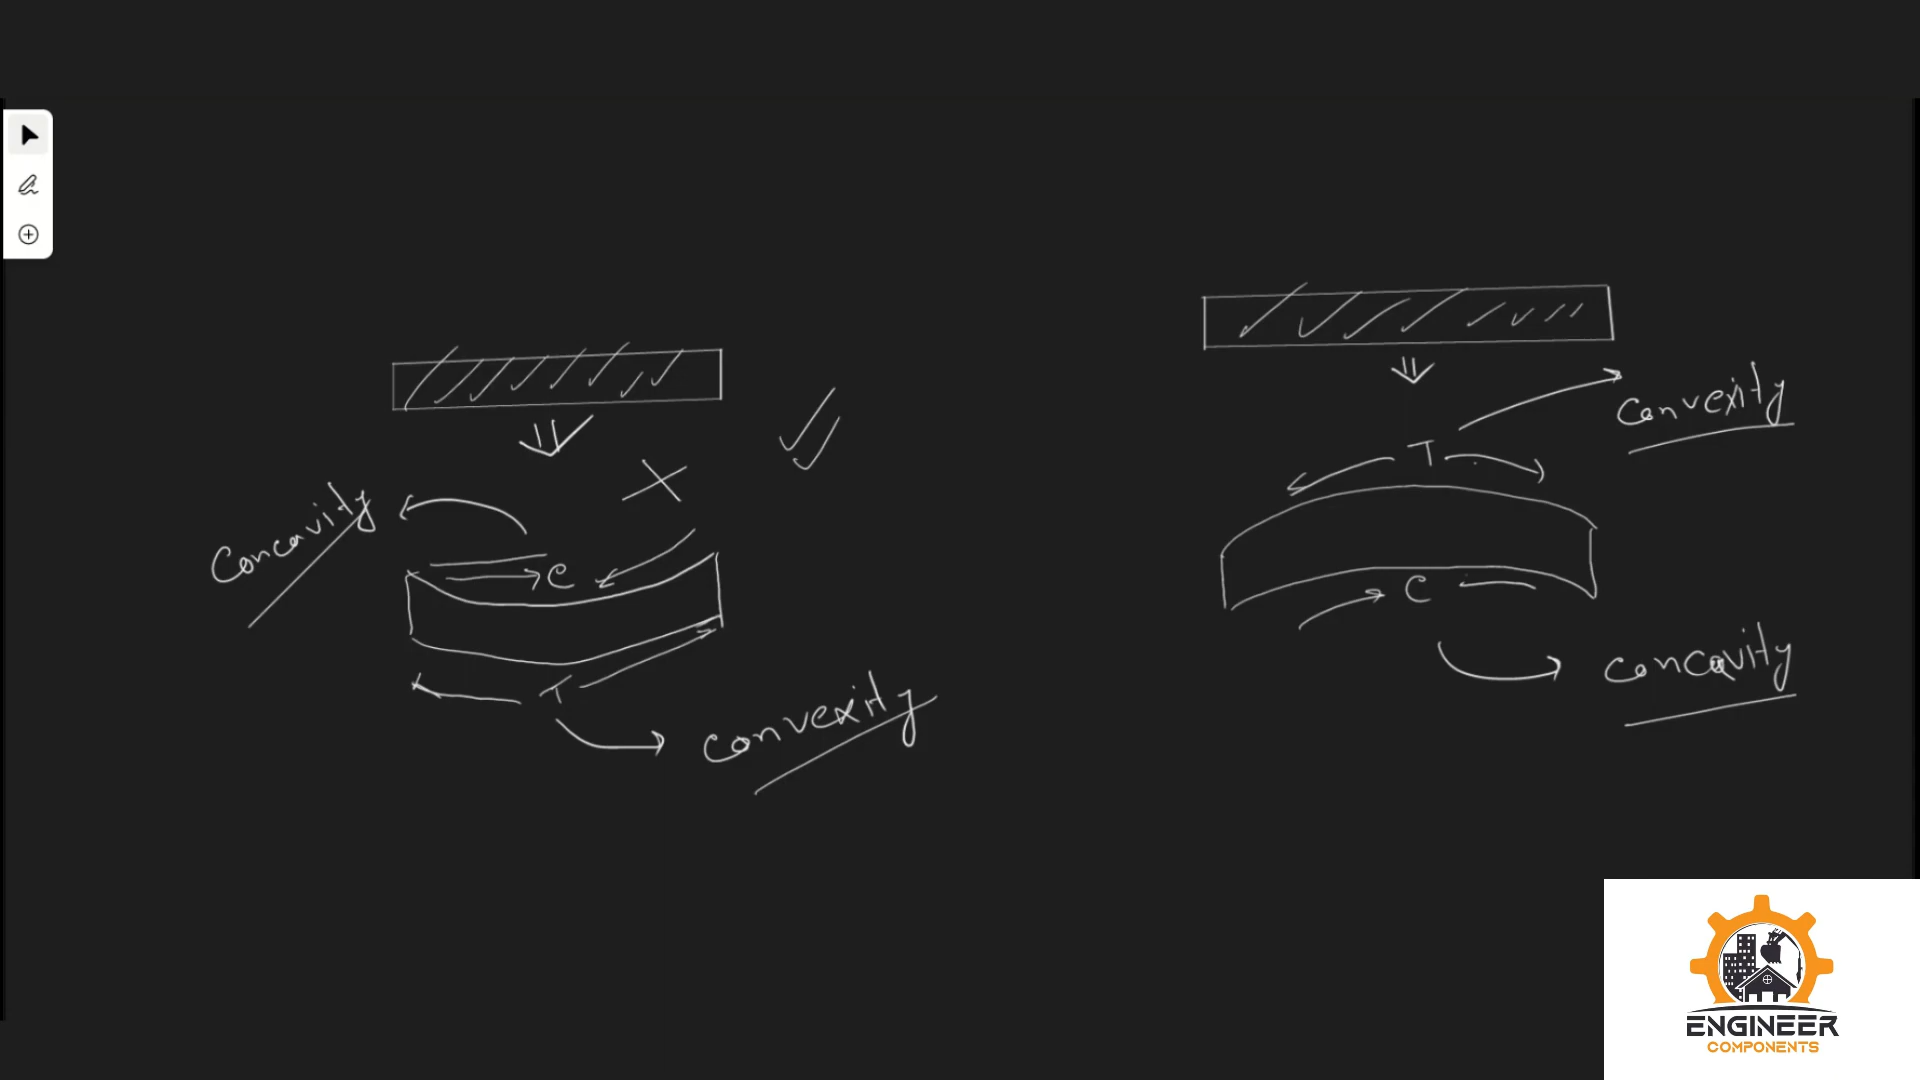 Concavity
C
T
Convexity
Convexity
T
C
Concavity
ENGINEER
COMPONENTS